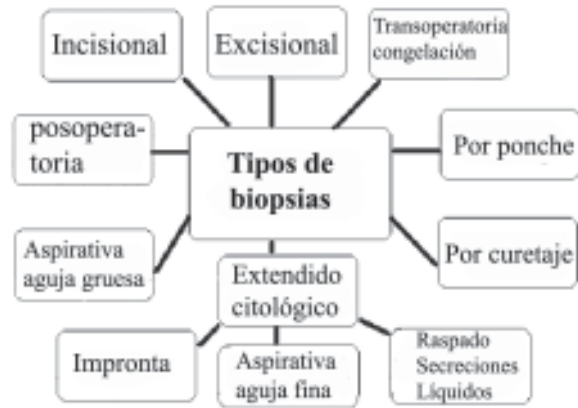 Incisional
Excisional
Transoperatoria
congelación
posopera-
toria
Tipos de
biopsias
Por ponche
Aspirativa
aguja gruesa
Por curetaje
Extendido
citológico
Impronta
Aspirativa
aguja fina
Raspado
Secreciones
Líquidos